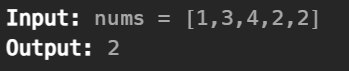 Input: nums = [1,3,4,2,2]
Output: 2